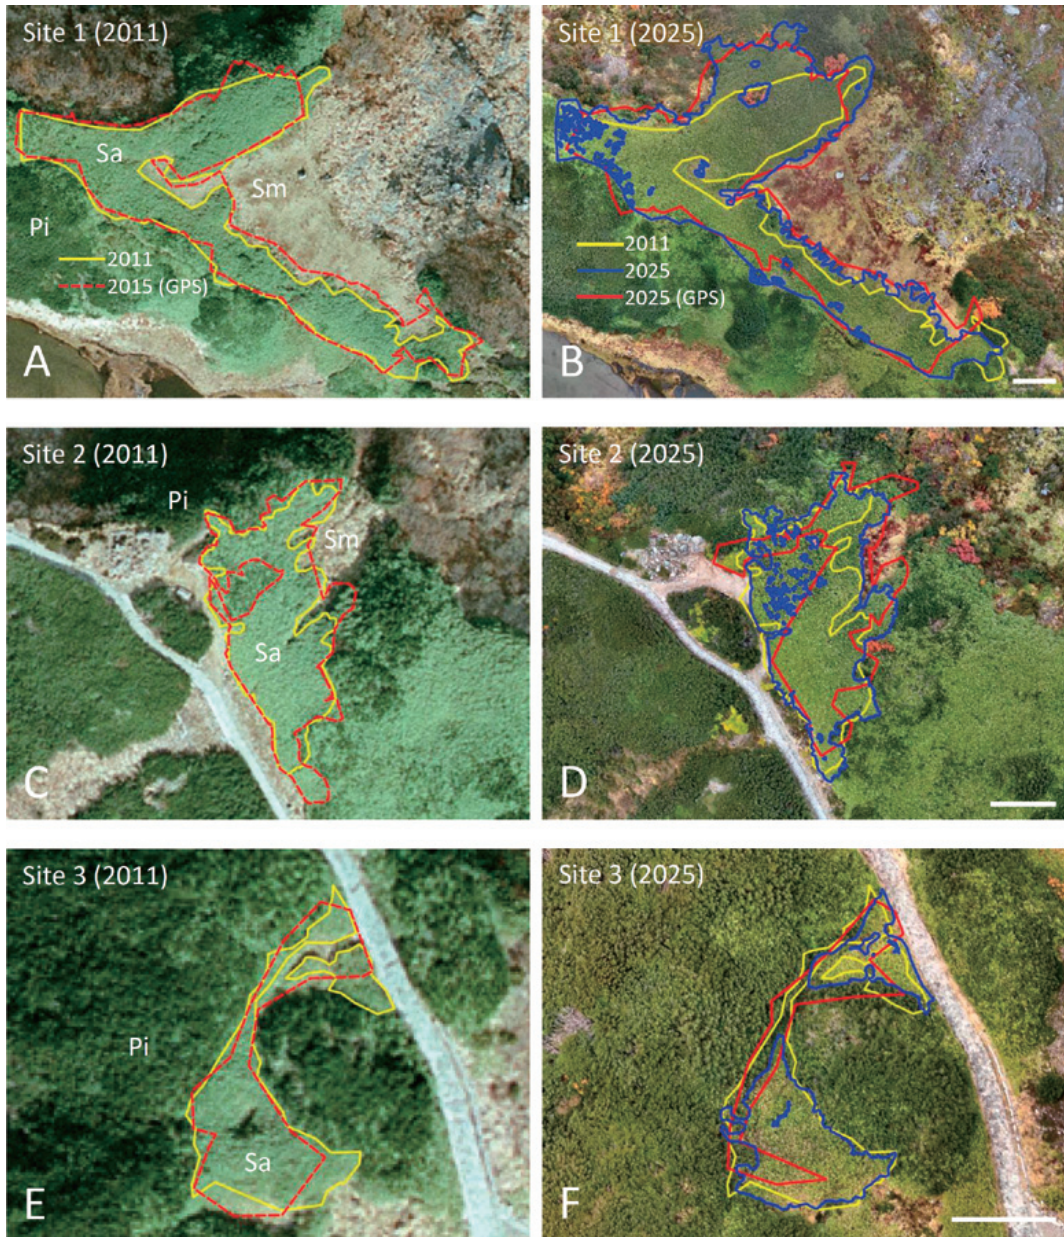 Site 1 (2011)
Sa
Sm
Pi
2011
2015 (GPS)
A
Site 1 (2025)
2011
2025
2025 (GPS)
B
Site 2 (2011)
Pi
Sm
Sa
C
Site 2 (2025)
D
Site 3 (2011)
Pi
Sa
E
Site 3 (2025)
F